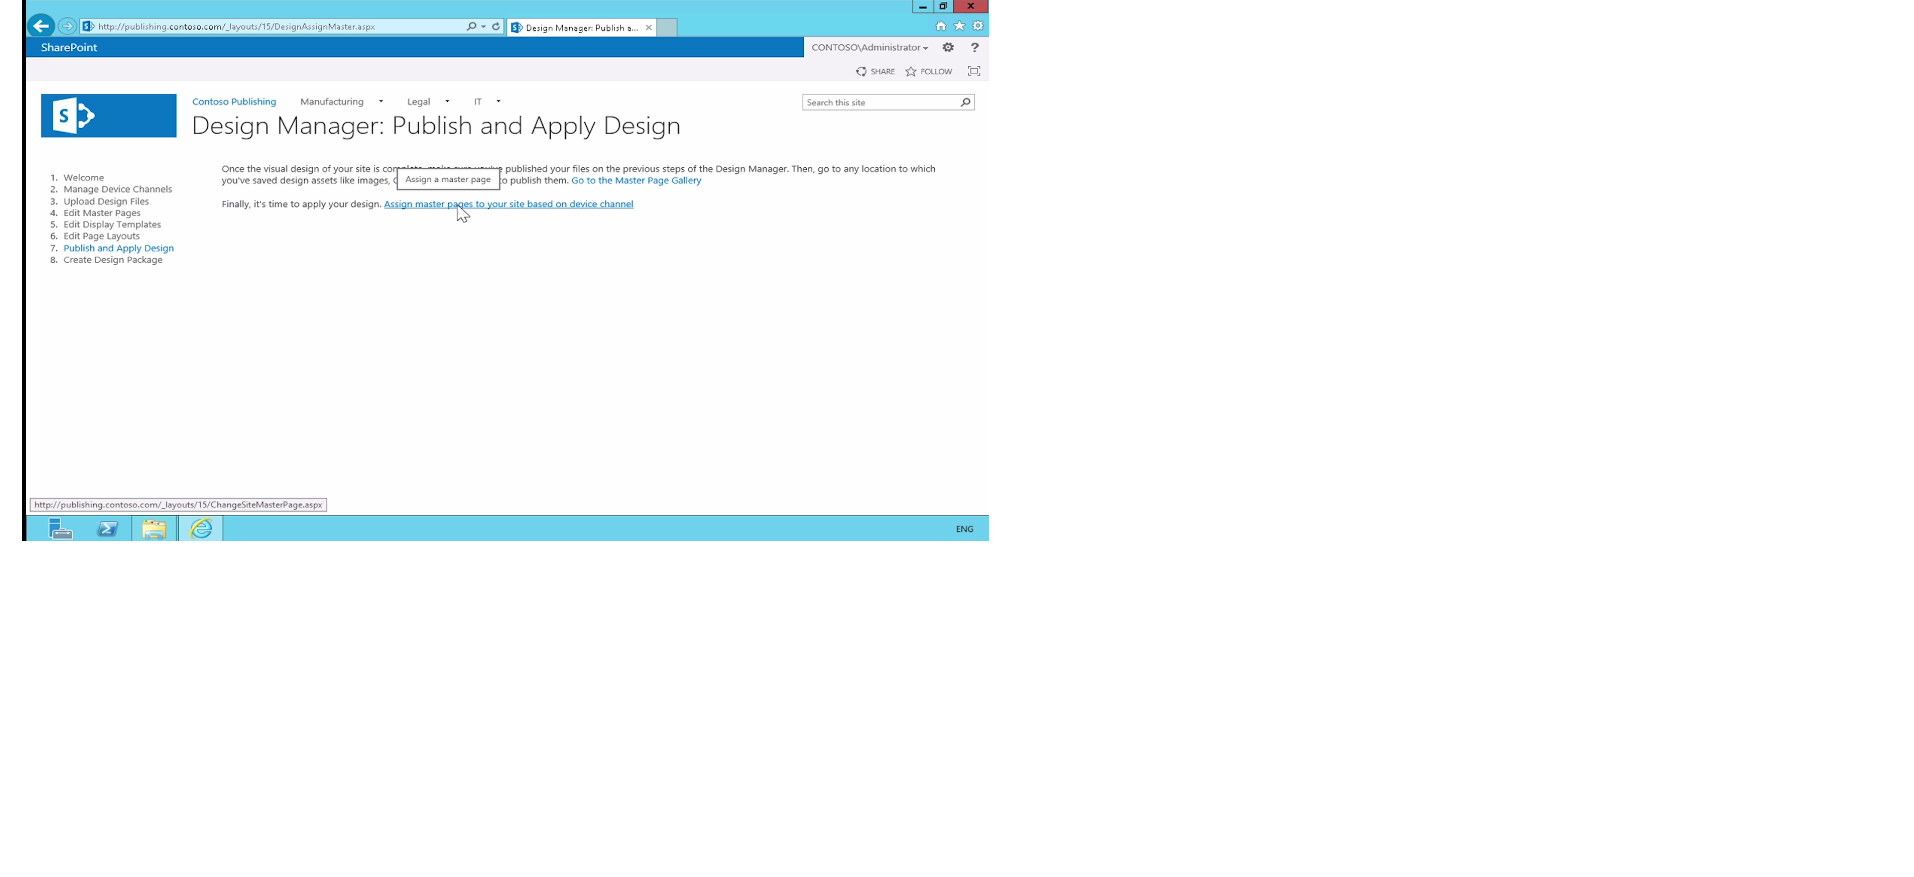 http://publishing.contoso.com/_layouts/15/DesignAssignMaster.aspx
Design Manager: Publish a...
SharePoint
CONTOSO\Administrator
?
SHARE
FOLLOW
S
Contoso Publishing
Manufacturing
Legal
IT
Search this site
Design Manager: Publish and Apply Design
Once the visual design of your site is published your files on the previous steps of the Design Manager. Then, go to any location to which
Assign a master page
you've saved design assets like images, to publish them. Go to the Master Page Gallery
Finally, it's time to apply your design. Assign master pages to your site based on device channel
1. Welcome
2. Manage Device Channels
3. Upload Design Files
4. Edit Master Pages
5. Edit Display Templates
6. Edit Page Layouts
7. Publish and Apply Design
8. Create Design Package
http://publishing.contoso.com/_layouts/15/ChangeSiteMasterPage.aspx
ENG